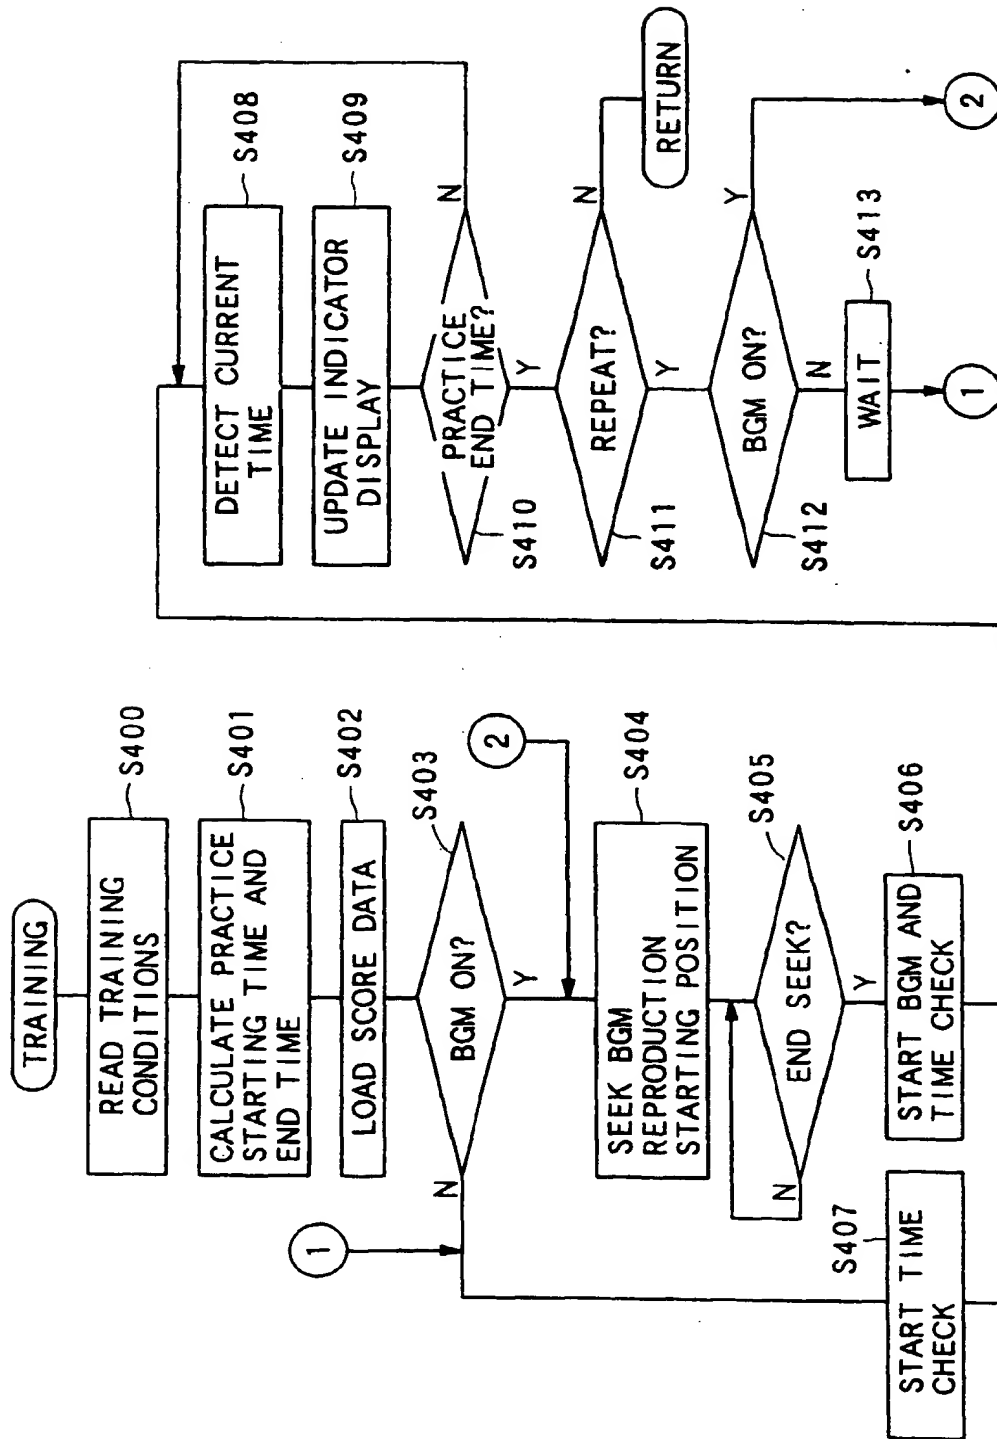 TRAINING
READ TRAINING
CONDITIONS
S400
CALCULATE PRACTICE
STARTING TIME AND
END TIME
S401
LOAD SCORE DATA
S402
BGM ON?
S403
N
Y
1
2
SEEK BGM
REPRODUCTION
STARTING POSITION
S404
END SEEK?
S405
N
Y
START BGM AND
TIME CHECK
S406
START TIME
CHECK
S407
DETECT CURRENT
TIME
S408
UPDATE INDICATOR
DISPLAY
S409
PRACTICE
END TIME?
S410
N
Y
REPEAT?
S411
N
Y
RETURN
BGM ON?
S412
Y
N
WAIT
S413
1
2